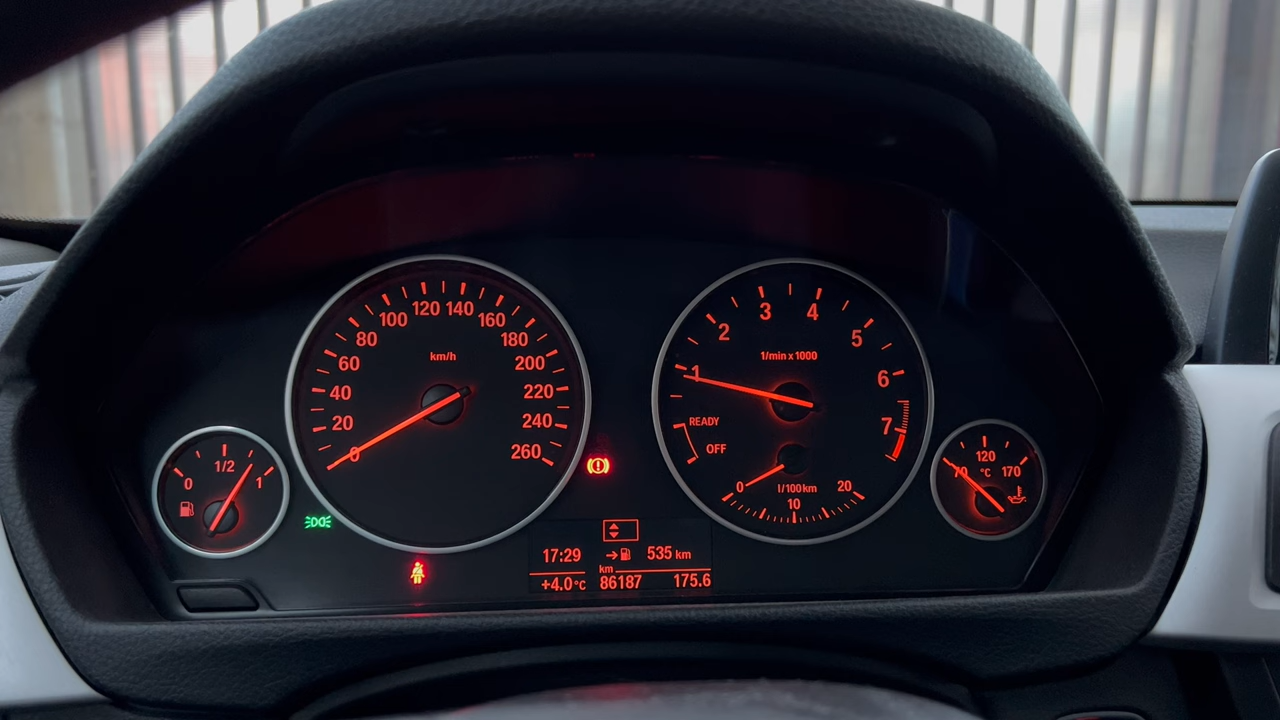 0 20 40 60 80 100 120 140 160 180 200 220 240 260
km/h
1 2 3 4 5 6 7
1/min x 1000
READY
OFF
0 1/2 1
0 10 20
l/100 km
70 120 170
°C
17:29 535 km
km
+4.0°C 86187 175.6